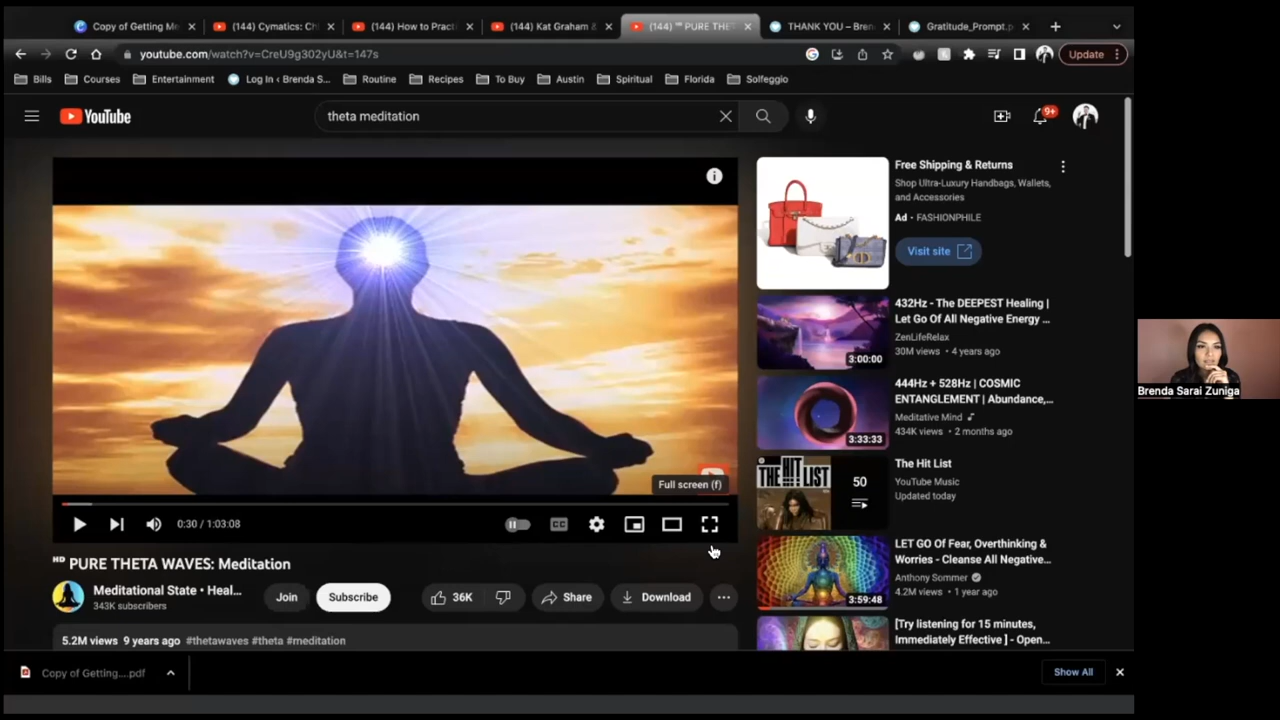 Copy of Getting Me
(144) Cymatics: Ch
(144) How to Practi
(144) Kat Graham &
(144) ᴴᴰ PURE THE
THANK YOU – Bren
Gratitude_Prompt.p
youtube.com/watch?v=CreU9g302yU&t=147s
Update
Bills
Courses
Entertainment
Log In ‹ Brenda S...
Routine
Recipes
To Buy
Austin
Spiritual
Florida
Solfeggio
YouTube
theta meditation
9+
Free Shipping & Returns
Shop Ultra-Luxury Handbags, Wallets,
and Accessories
Ad • FASHIONPHILE
Visit site
432Hz - The DEEPEST Healing |
Let Go Of All Negative Energy ...
ZenLifeRelax
30M views • 4 years ago
3:00:00
444Hz + 528Hz | COSMIC
ENTANGLEMENT | Abundance,...
Meditative Mind
434K views • 2 months ago
3:33:33
THE HIT LIST
50
The Hit List
YouTube Music
Updated today
LET GO Of Fear, Overthinking &
Worries - Cleanse All Negative...
Anthony Sommer
4.2M views • 1 year ago
3:59:48
[Try listening for 15 minutes,
Immediately Effective ] - Open...
Full screen (f)
0:30 / 1:03:08
CC
ᴴᴰ PURE THETA WAVES: Meditation
Meditational State • Heal...
343K subscribers
Join
Subscribe
36K
Share
Download
5.2M views 9 years ago #thetawaves #theta #meditation
Copy of Getting....pdf
Show All
Brenda Sarai Zuniga